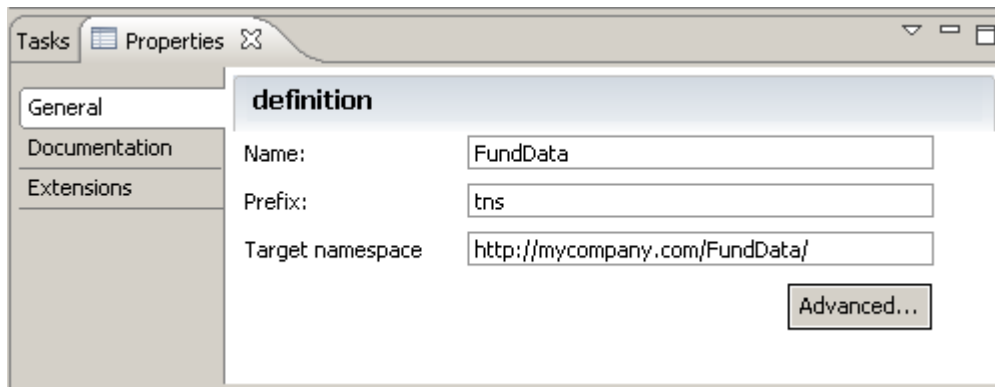 Tasks Properties
General
definition
Documentation
Name: FundData
Extensions
Prefix: tns
Target namespace http://mycompany.com/FundData/
Advanced...